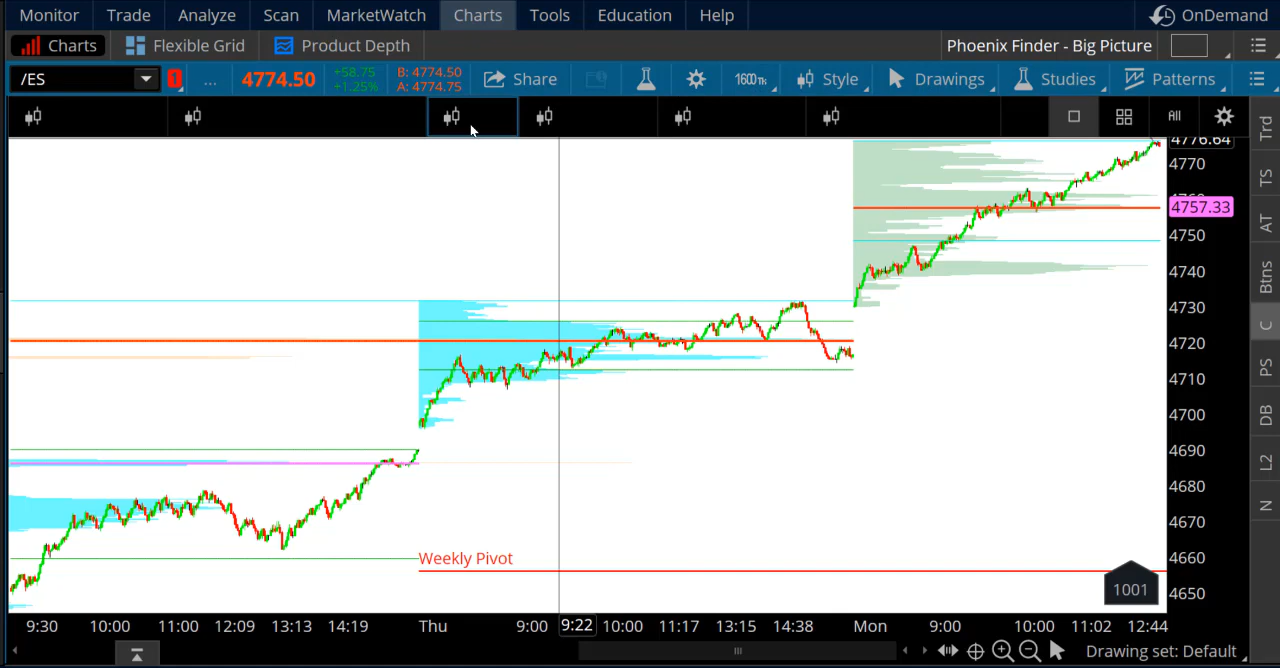 Monitor Trade Analyze Scan MarketWatch Charts Tools Education Help OnDemand
Charts Flexible Grid Product Depth Phoenix Finder - Big Picture
/ES 1 ... 4774.50 +58.75 +1.25% B: 4774.50 A: 4774.75 Share 1600 Tk Style Drawings Studies Patterns
All
4776.64
4770
4757.33
4750
4740
4730
4720
4710
4700
4690
4680
4670
4660
4650
Trd
TS
AT
Btns
C
PS
DB
L2
N
Weekly Pivot
1001
9:30 10:00 11:00 12:09 13:13 14:19 Thu 9:00 9:22 10:00 11:17 13:15 14:38 Mon 9:00 10:00 11:02 12:44
Drawing set: Default